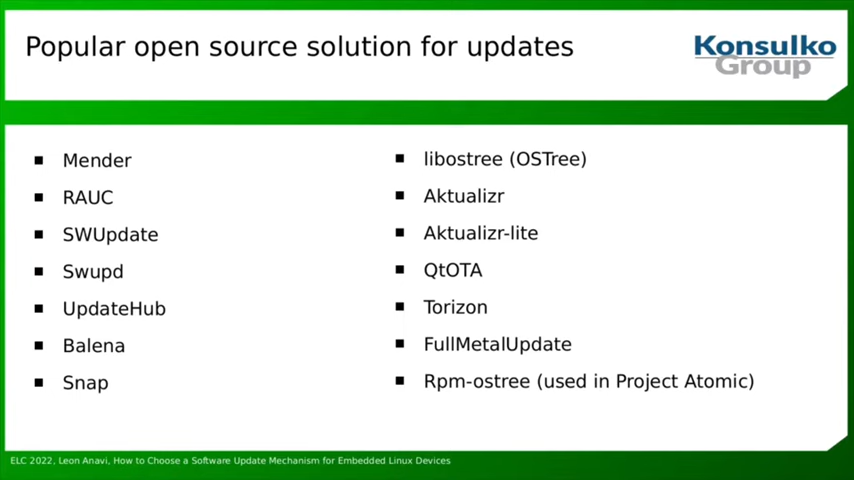 Popular open source solution for updates
Konsulko
Group
Mender
RAUC
SWUpdate
Swupd
UpdateHub
Balena
Snap
libostree (OSTree)
Aktualizr
Aktualizr-lite
QtOTA
Torizon
FullMetalUpdate
Rpm-ostree (used in Project Atomic)
ELC 2022, Leon Anavi, How to Choose a Software Update Mechanism for Embedded Linux Devices